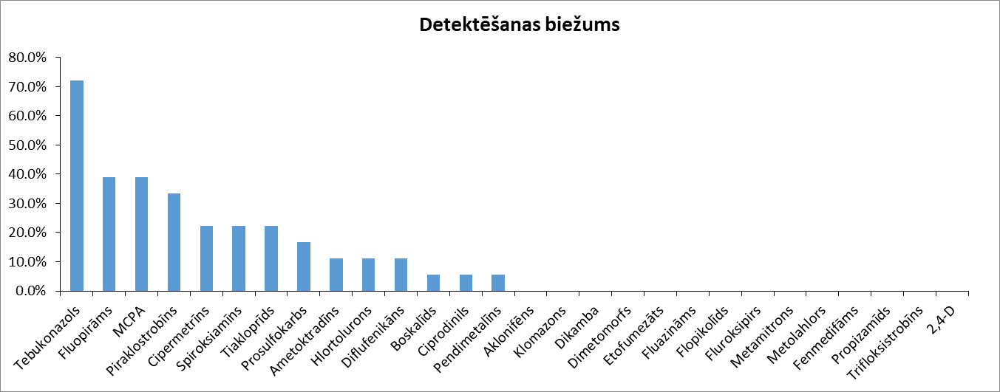 Detektēšanas biežums
80.0%
70.0%
60.0%
50.0%
40.0%
30.0%
20.0%
10.0%
0.0%
Tebukonazols
Fluopirāms
MCPA
Piraklostrobīns
Cipermetrīns
Spiroksiamīns
Tiakloprīds
Prosulfokarbs
Ametoktradīns
Hlortolurons
Diflufenikāns
Boskalīds
Ciprodinils
Pendimetalīns
Aklonifēns
Klomazons
Dikamba
Dimetomorfs
Etofumezāts
Fluazināms
Flopikolīds
Fluroksipirs
Metamitrons
Metolahlors
Fenmedifāms
Propizamīds
Trifloksistrobīns
2,4-D